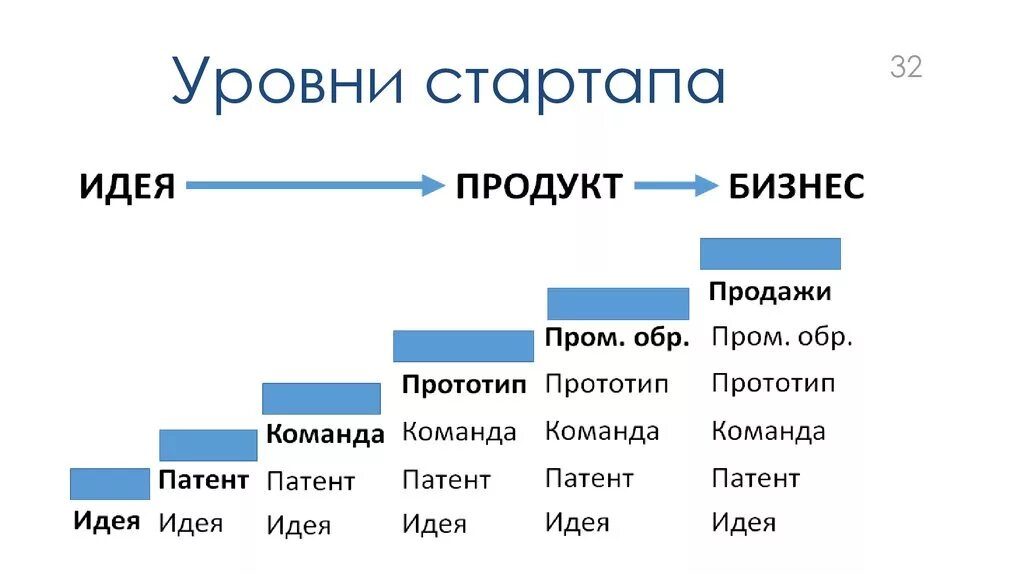 Уровни стартапа
32
ИДЕЯ ПРОДУКТ БИЗНЕС
Продажи
Пром. обр. Пром. обр.
Прототип Прототип Прототип
Команда Команда Команда Команда
Патент Патент Патент Патент Патент
Идея Идея Идея Идея Идея Идея